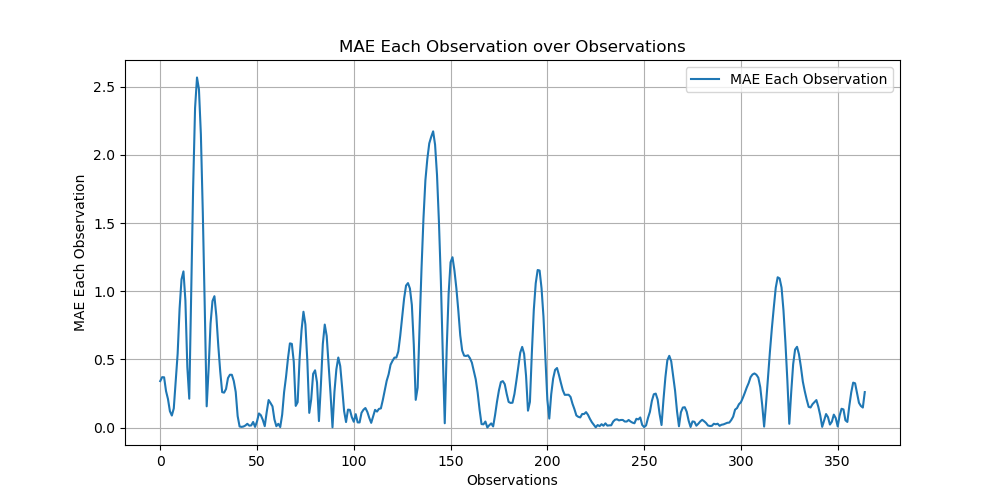 MAE Each Observation over Observations
MAE Each Observation
2.5
2.0
1.5
1.0
0.5
0.0
MAE Each Observation
0 50 100 150 200 250 300 350
Observations